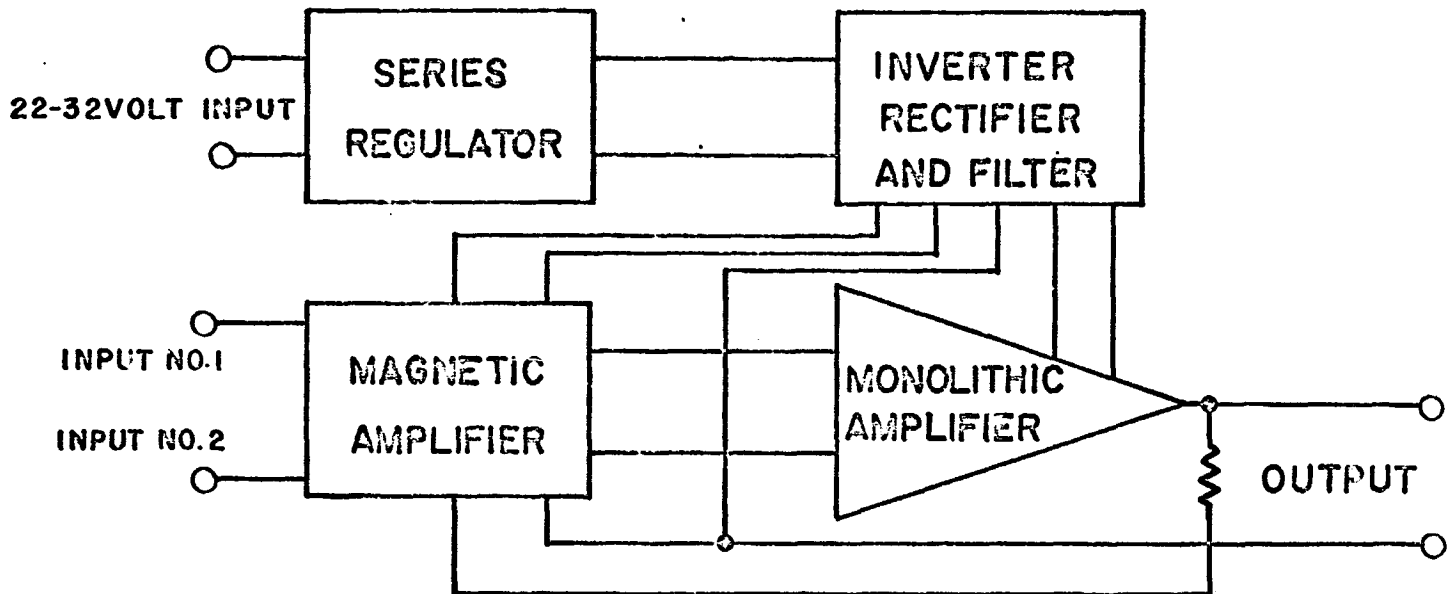 SERIES
REGULATOR
INVERTER
RECTIFIER
AND FILTER
22-32VOLT INPUT
INPUT NO.1
INPUT NO.2
MAGNETIC
AMPLIFIER
MONOLITHIC
AMPLIFIER
OUTPUT